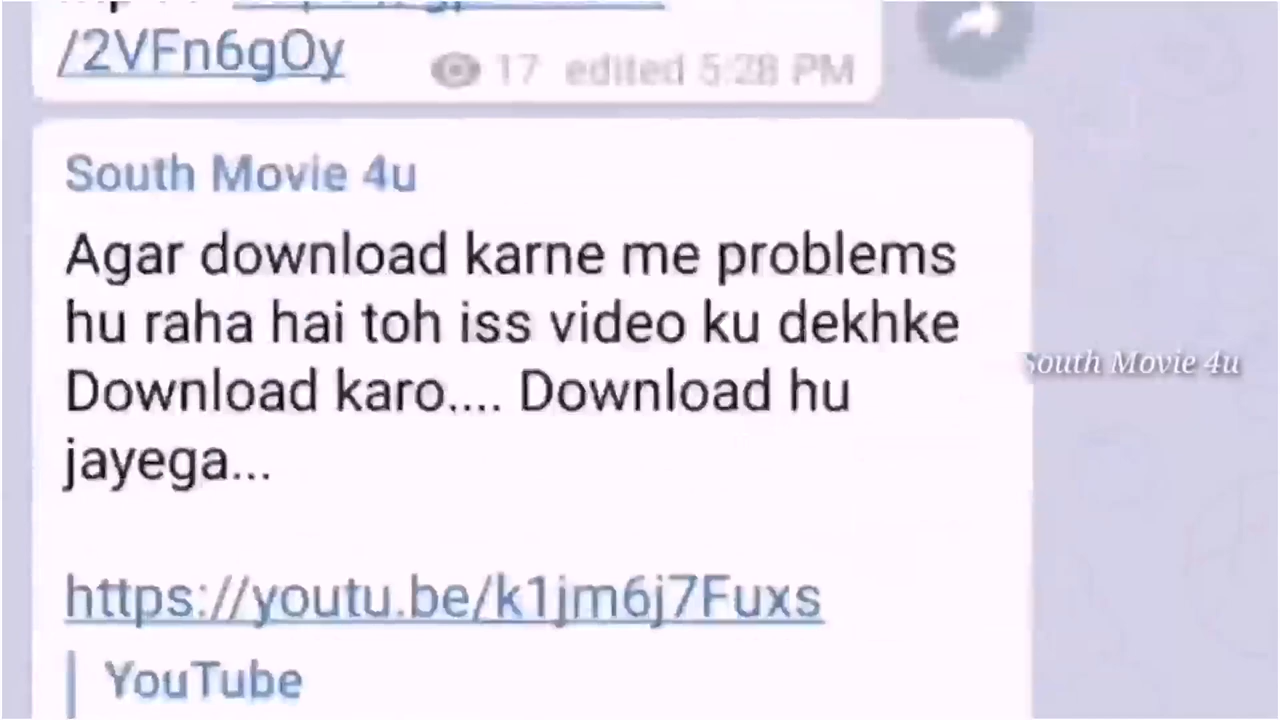 /2VFn6gOy
17 edited 5:28 PM
South Movie 4u
Agar download karne me problems
hu raha hai toh iss video ku dekhke
Download karo.... Download hu
jayega...
South Movie 4u
https://youtu.be/k1jm6j7Fuxs
YouTube